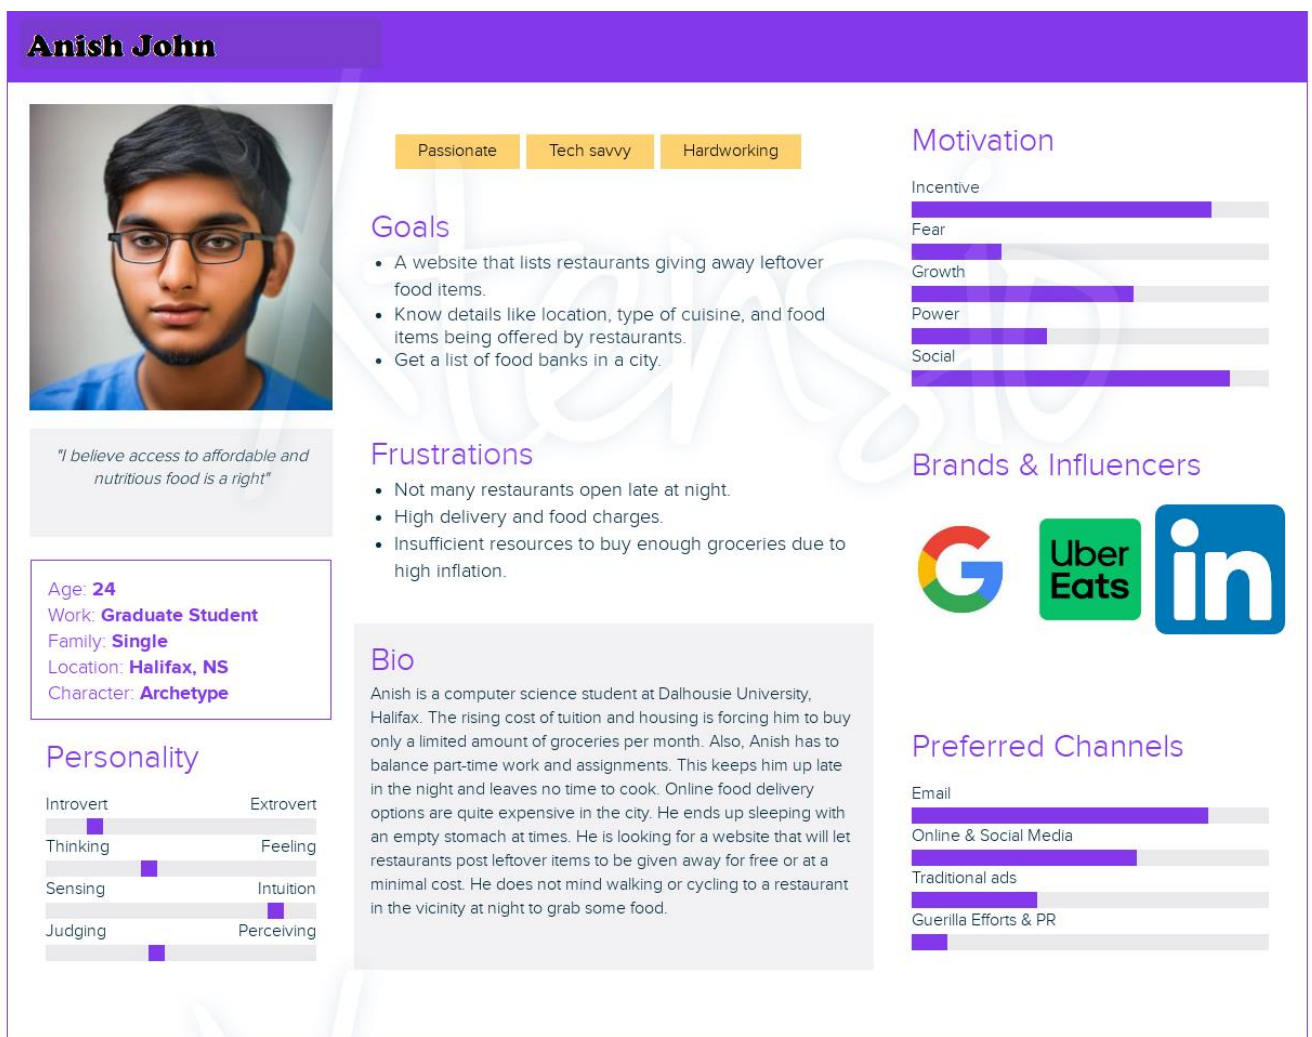 Anish John
"I believe access to affordable and
nutritious food is a right"
Age: 24
Work: Graduate Student
Family: Single
Location: Halifax, NS
Character: Archetype
Personality
Introvert Extrovert
Thinking Feeling
Sensing Intuition
Judging Perceiving
Passionate Tech savvy Hardworking
Goals
• A website that lists restaurants giving away leftover
food items.
• Know details like location, type of cuisine, and food
items being offered by restaurants.
• Get a list of food banks in a city.
Frustrations
• Not many restaurants open late at night.
• High delivery and food charges.
• Insufficient resources to buy enough groceries due to
high inflation.
Bio
Anish is a computer science student at Dalhousie University,
Halifax. The rising cost of tuition and housing is forcing him to buy
only a limited amount of groceries per month. Also, Anish has to
balance part-time work and assignments. This keeps him up late
in the night and leaves no time to cook. Online food delivery
options are quite expensive in the city. He ends up sleeping with
an empty stomach at times. He is looking for a website that will let
restaurants post leftover items to be given away for free or at a
minimal cost. He does not mind walking or cycling to a restaurant
in the vicinity at night to grab some food.
Motivation
Incentive
Fear
Growth
Power
Social
Brands & Influencers
G
Uber
Eats
in
Preferred Channels
Email
Online & Social Media
Traditional ads
Guerilla Efforts & PR
xtensio